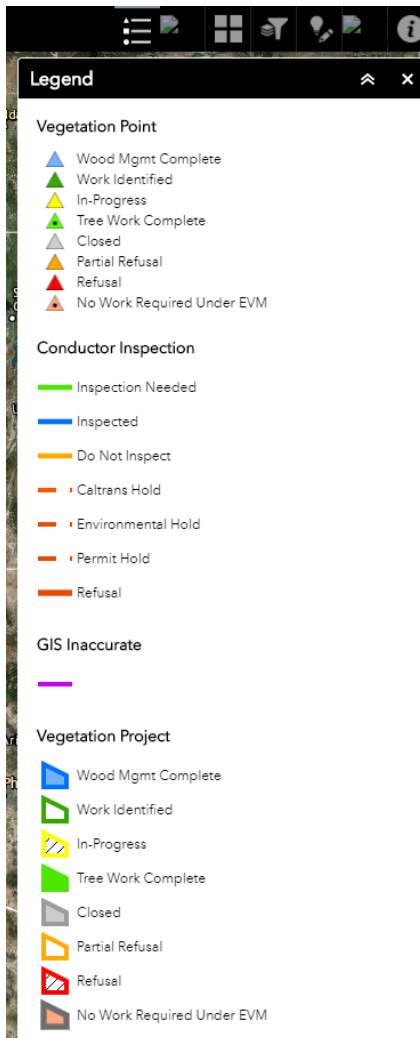 Legend
Vegetation Point
Wood Mgmt Complete
Work Identified
In-Progress
Tree Work Complete
Closed
Partial Refusal
Refusal
No Work Required Under EVM
Conductor Inspection
Inspection Needed
Inspected
Do Not Inspect
Caltrans Hold
Environmental Hold
Permit Hold
Refusal
GIS Inaccurate
Vegetation Project
Wood Mgmt Complete
Work Identified
In-Progress
Tree Work Complete
Closed
Partial Refusal
Refusal
No Work Required Under EVM